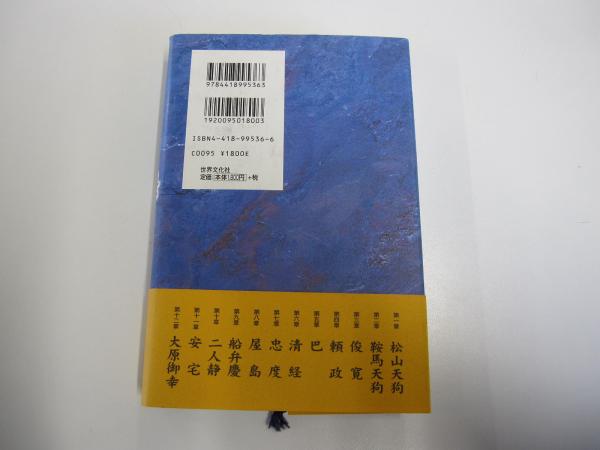 9784418995363
1920095018003
ISBN4-418-99536-6
C0095 ¥1800E
世界文化社
定価:[本体1,800円]+税
第一章 松山天狗
第二章 鞍馬天狗
第三章 俊寛
第四章 頼政
第五章 巴
第六章 清経
第七章 忠度
第八章 屋島
第九章 船弁慶
第十章 二人静
第十一章 安宅
第十二章 大原御幸